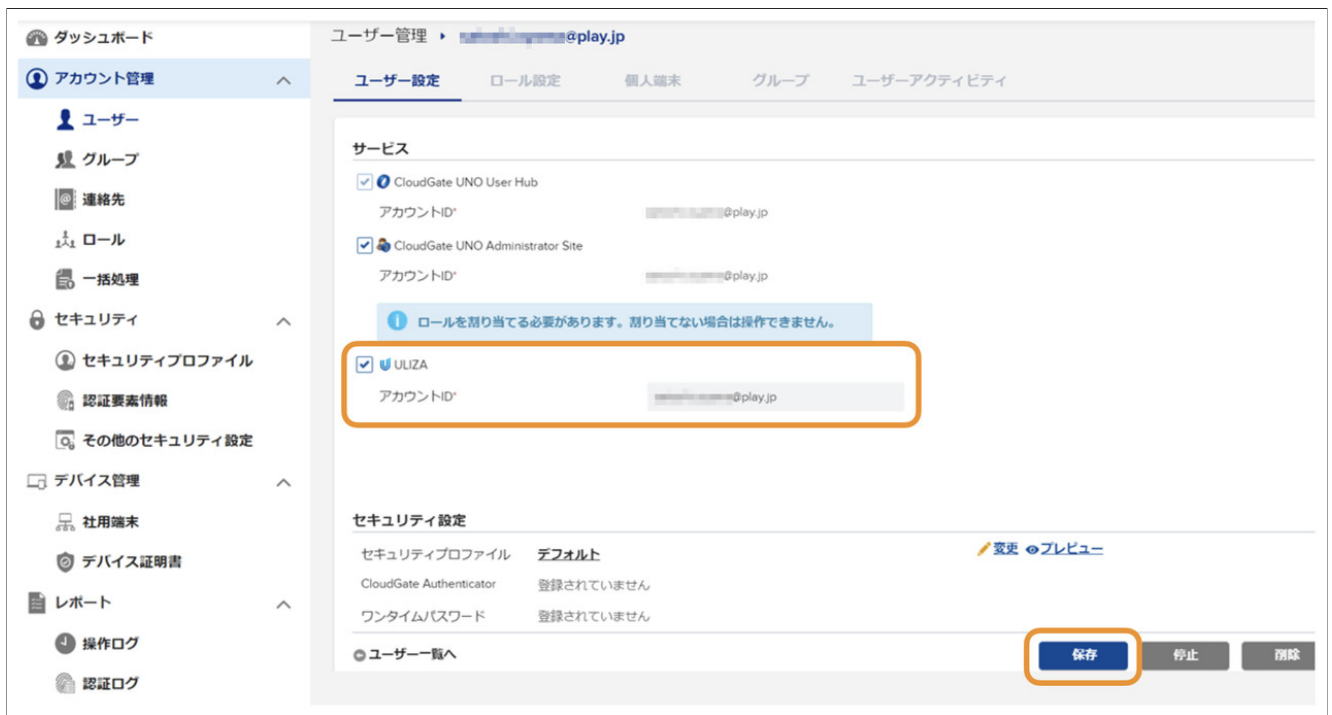 ダッシュボード
アカウント管理
ユーザー
グループ
連絡先
ロール
一括処理
セキュリティ
セキュリティプロファイル
認証要素情報
その他のセキュリティ設定
デバイス管理
社用端末
デバイス証明書
レポート
操作ログ
認証ログ
ユーザー管理 @play.jp
ユーザー設定 ロール設定 個人端末 グループ ユーザーアクティビティ
サービス
CloudGate UNO User Hub
アカウントID* @play.jp
CloudGate UNO Administrator Site
アカウントID* @play.jp
ロールを割り当てる必要があります。割り当てない場合は操作できません。
ULIZA
アカウントID* @play.jp
セキュリティ設定
セキュリティプロファイル デフォルト 変更 プレビュー
CloudGate Authenticator 登録されていません
ワンタイムパスワード 登録されていません
ユーザー一覧へ 保存 停止 削除